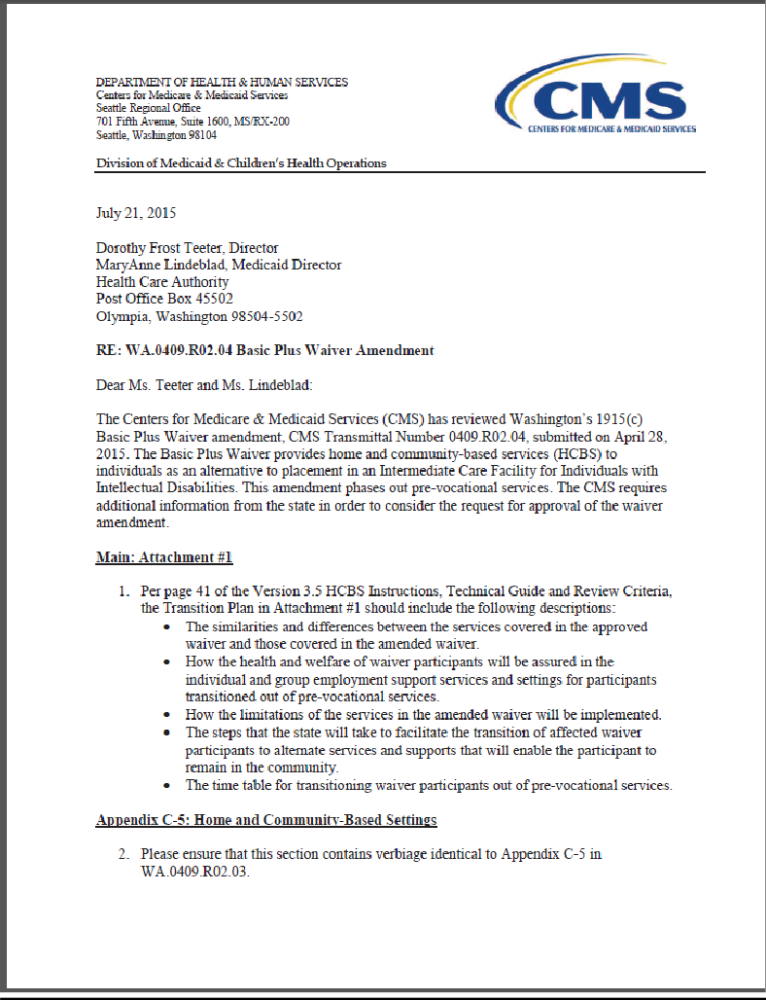 DEPARTMENT OF HEALTH & HUMAN SERVICES
Centers for Medicare & Medicaid Services
Seattle Regional Office
701 Fifth Avenue, Suite 1600, MS/RX-200
Seattle, Washington 98104
CMS
CENTERS FOR MEDICARE & MEDICAID SERVICES
Division of Medicaid & Children's Health Operations
July 21, 2015
Dorothy Frost Teeter, Director
MaryAnne Lindeblad, Medicaid Director
Health Care Authority
Post Office Box 45502
Olympia, Washington 98504-5502
RE: WA.0409.R02.04 Basic Plus Waiver Amendment
Dear Ms. Teeter and Ms. Lindeblad:
The Centers for Medicare & Medicaid Services (CMS) has reviewed Washington's 1915(c)
Basic Plus Waiver amendment, CMS Transmittal Number 0409.R02.04, submitted on April 28,
2015. The Basic Plus Waiver provides home and community-based services (HCBS) to
individuals as an alternative to placement in an Intermediate Care Facility for Individuals with
Intellectual Disabilities. This amendment phases out pre-vocational services. The CMS requires
additional information from the state in order to consider the request for approval of the waiver
amendment.
Main: Attachment #1
1. Per page 41 of the Version 3.5 HCBS Instructions, Technical Guide and Review Criteria,
the Transition Plan in Attachment #1 should include the following descriptions:
• The similarities and differences between the services covered in the approved
waiver and those covered in the amended waiver.
• How the health and welfare of waiver participants will be assured in the
individual and group employment support services and settings for participants
transitioned out of pre-vocational services.
• How the limitations of the services in the amended waiver will be implemented.
• The steps that the state will take to facilitate the transition of affected waiver
participants to alternate services and supports that will enable the participant to
remain in the community.
• The time table for transitioning waiver participants out of pre-vocational services.
Appendix C-5: Home and Community-Based Settings
2. Please ensure that this section contains verbiage identical to Appendix C-5 in
WA.0409.R02.03.